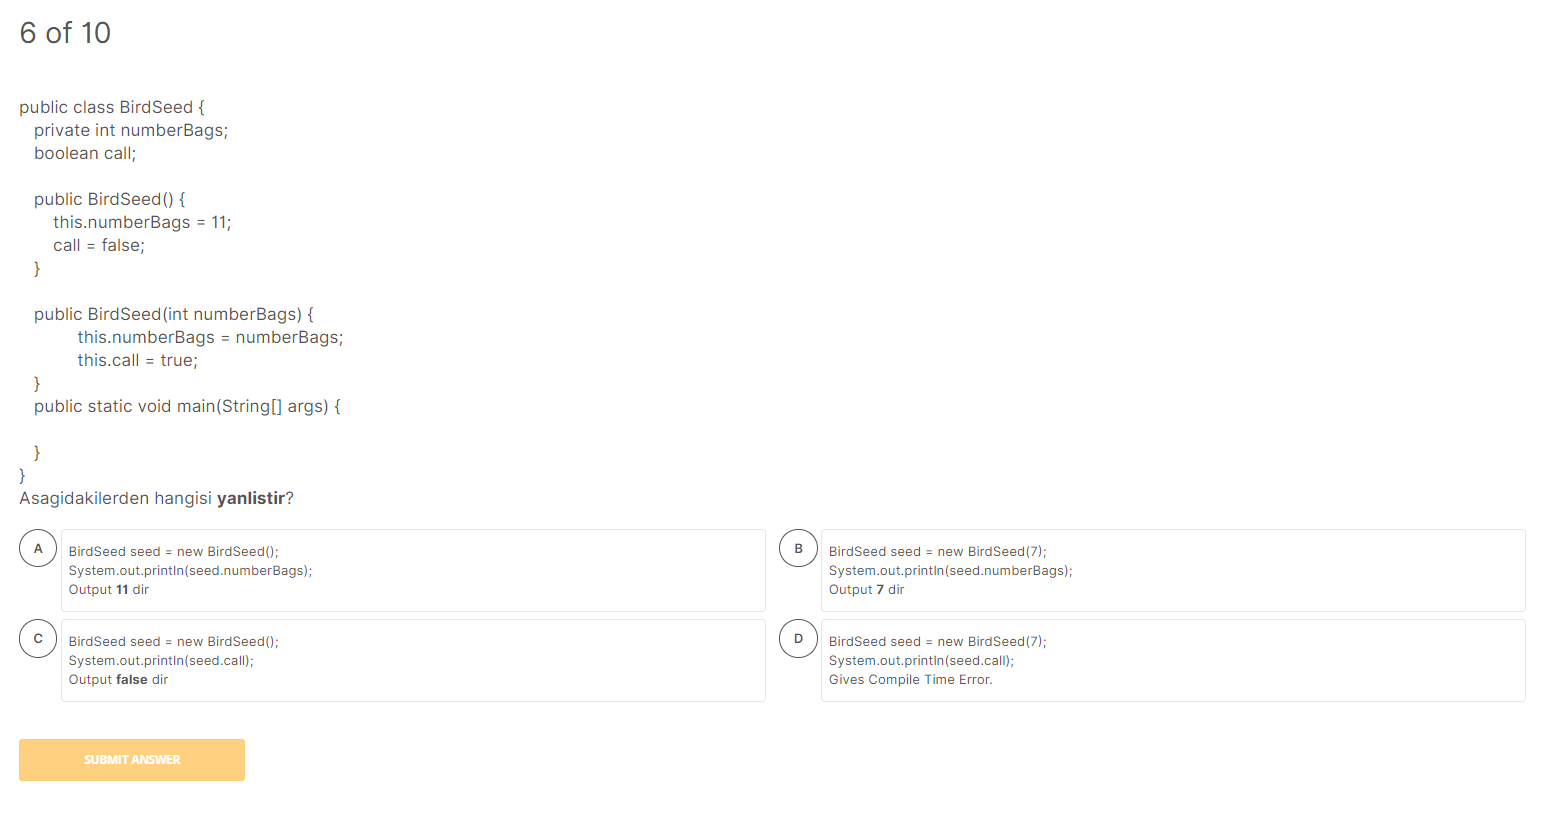 6 of 10
public class BirdSeed {
private int numberBags;
boolean call;
public BirdSeed() {
this.numberBags = 11;
call = false;
}
public BirdSeed(int numberBags) {
this.numberBags = numberBags;
this.call = true;
}
public static void main(String[] args) {
}
}
Asagidakilerden hangisi yanlistir?
A
BirdSeed seed = new BirdSeed();
System.out.println(seed.numberBags);
Output 11 dir
B
BirdSeed seed = new BirdSeed(7);
System.out.println(seed.numberBags);
Output 7 dir
C
BirdSeed seed = new BirdSeed();
System.out.println(seed.call);
Output false dir
D
BirdSeed seed = new BirdSeed(7);
System.out.println(seed.call);
Gives Compile Time Error.
SUBMIT ANSWER